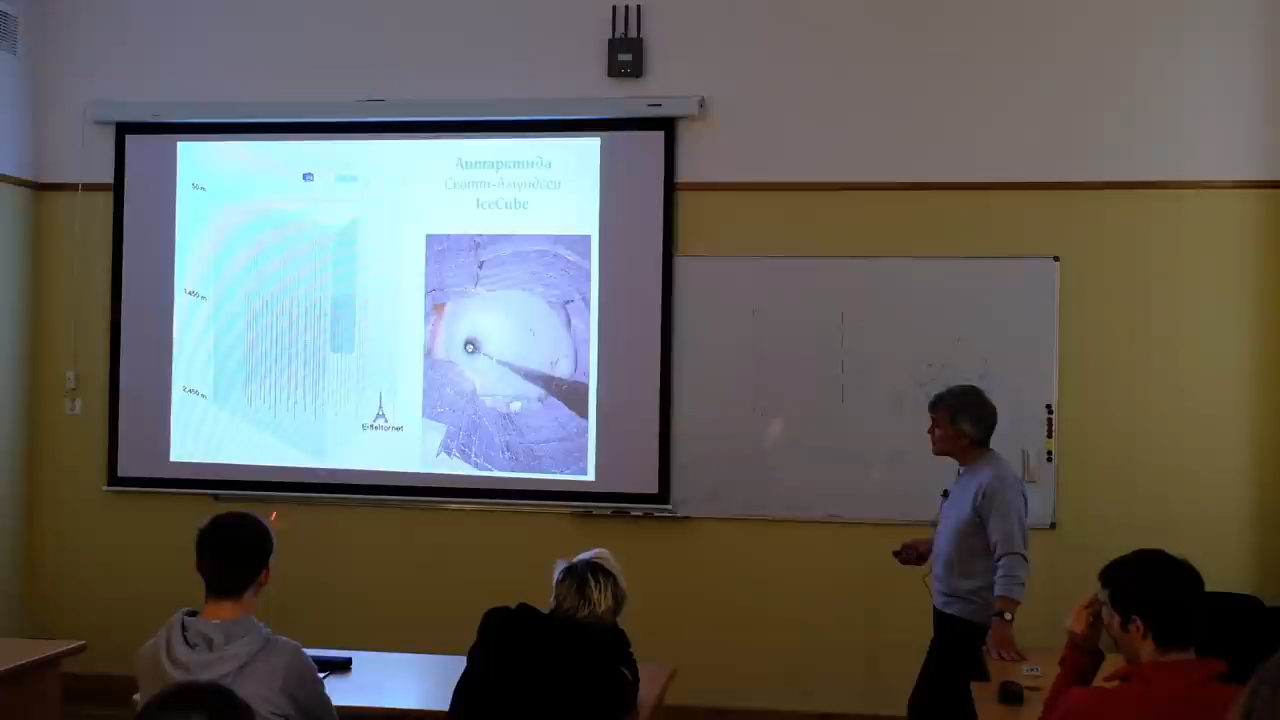 Антарктида
Скотт-Амундсен
IceCube
50 m
1,450 m
2,450 m
Eiffeltornet